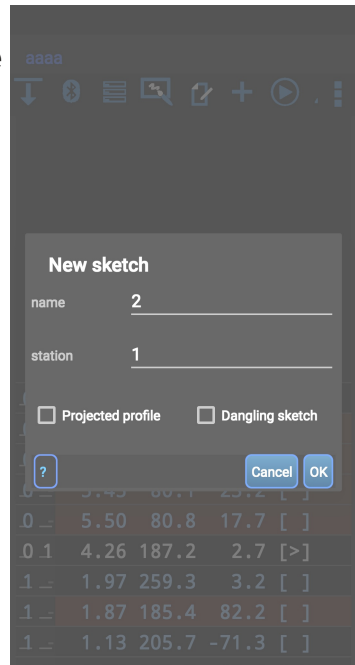 e
aaaa
New sketch
name 2
station 1
Projected profile Dangling sketch
? Cancel OK
.0 5.50 80.8 17.7 [ ]
.0 .1 4.26 187.2 2.7 [>]
.1 1.97 259.3 3.2 [ ]
.1 1.87 185.4 82.2 [ ]
.1 1.13 205.7 -71.3 [ ]